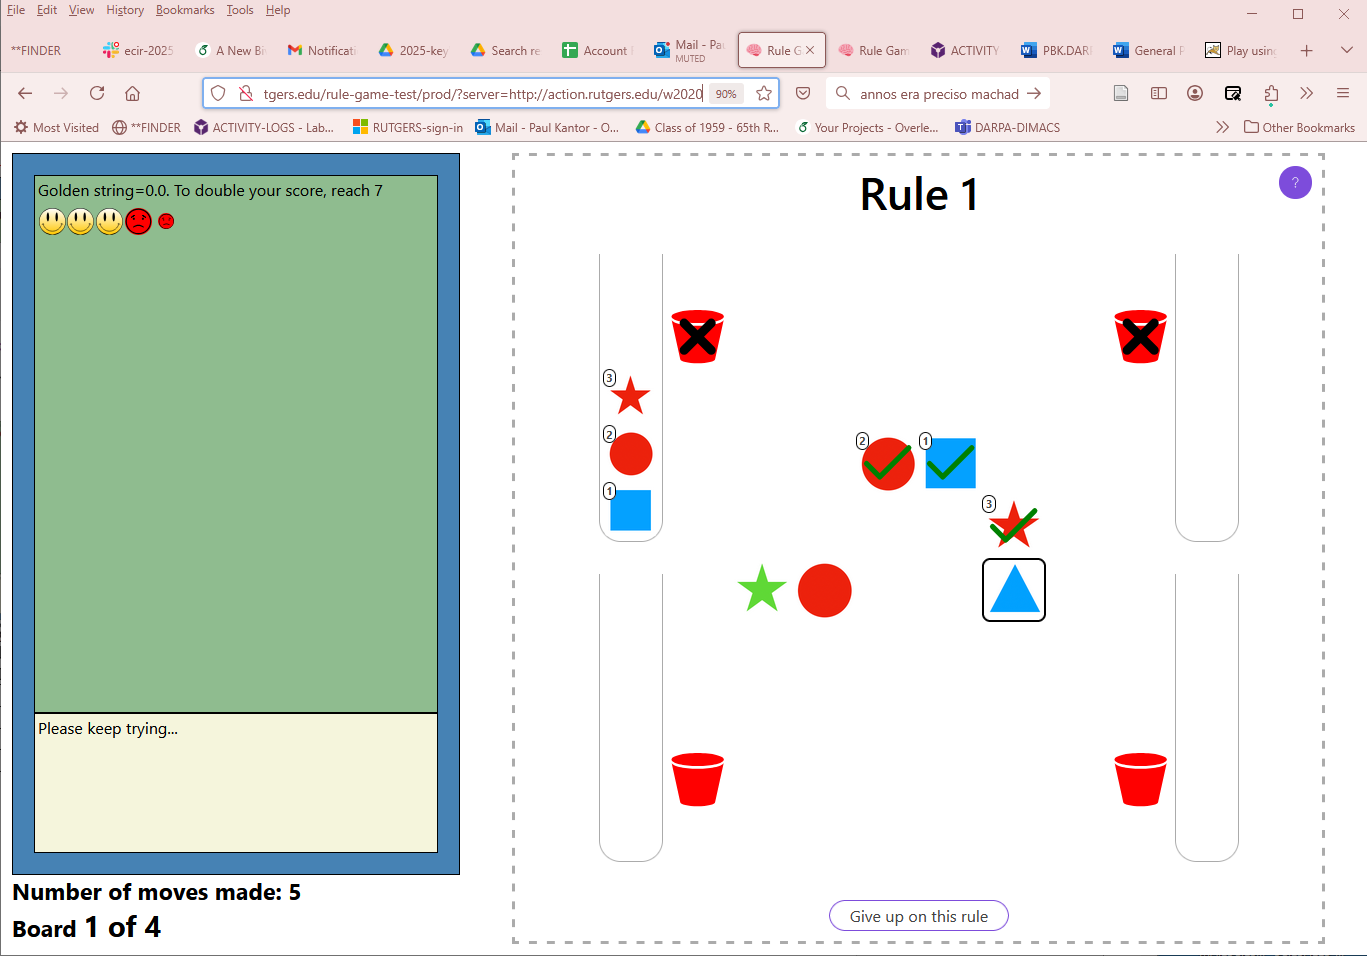 File Edit View History Bookmarks Tools Help
**FINDER ecir-2025 A New Br Notificati 2025-key Search re Account Mail - Pau Rule G Rule Gam ACTIVITY PBK.DAR General P Play using
MUTED
tgers.edu/rule-game-test/prod/?server=http://action.rutgers.edu/w2020 90% annos era preciso machad
Most Visited **FINDER ACTIVITY-LOGS - Lab... RUTGERS-sign-in Mail - Paul Kantor - O... Class of 1959 - 65th R... Your Projects - Overle... DARPA-DIMACS Other Bookmarks
Golden string=0.0. To double your score, reach 7
Rule 1
?
3
2
1
2
1
3
Please keep trying...
Number of moves made: 5
Board 1 of 4
Give up on this rule